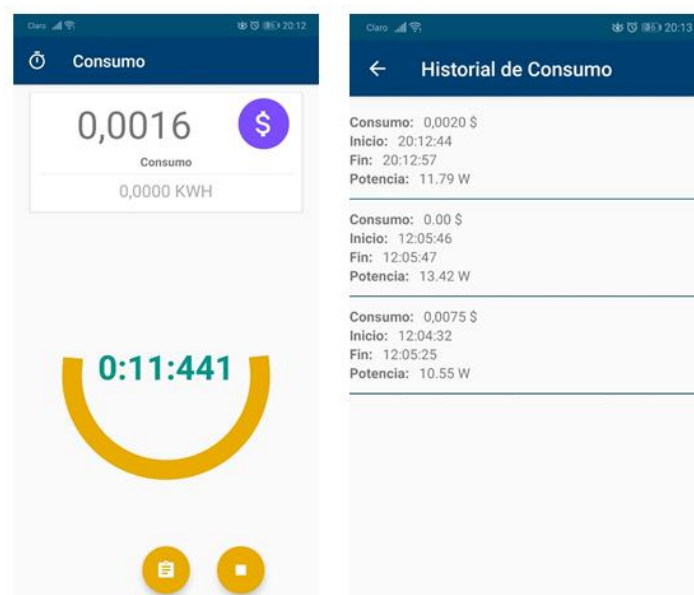 Claro 20:12
Consumo
0,0016
$
Consumo
0,0000 KWH
0:11:441
Claro 20:13
Historial de Consumo
Consumo: 0,0020 $
Inicio: 20:12:44
Fin: 20:12:57
Potencia: 11.79 W
Consumo: 0.00 $
Inicio: 12:05:46
Fin: 12:05:47
Potencia: 13.42 W
Consumo: 0,0075 $
Inicio: 12:04:32
Fin: 12:05:25
Potencia: 10.55 W